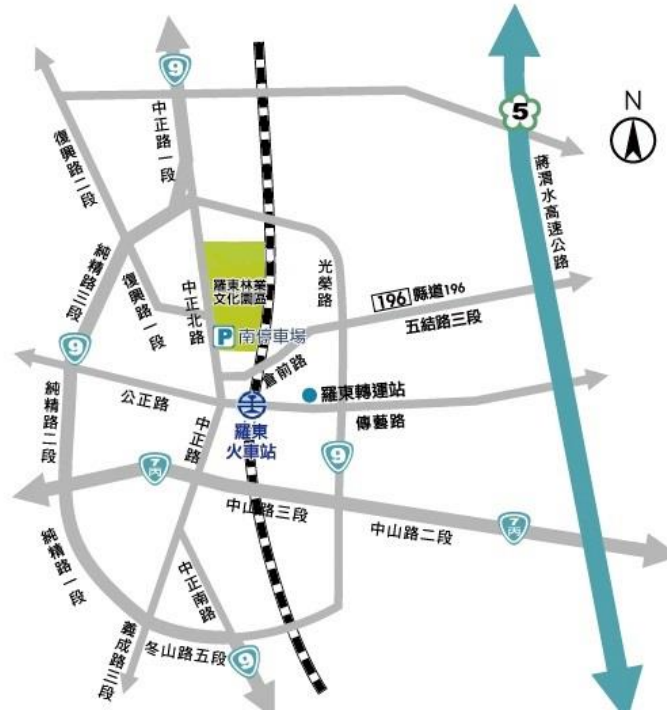 9
中正路一段
復興路二段
5
N
蔣渭水高速公路
純精路三段
復興路一段
中正北路
羅東林業
文化園區
光榮路
196 縣道196
五結路三段
P 南停車場
倉前路
9
公正路
羅東轉運站
傳藝路
羅東
火車站
中正路
純精路二段
9
7
丙
中山路三段
中山路二段
7
丙
純精路一段
中正南路
義成路三段
冬山路五段
9